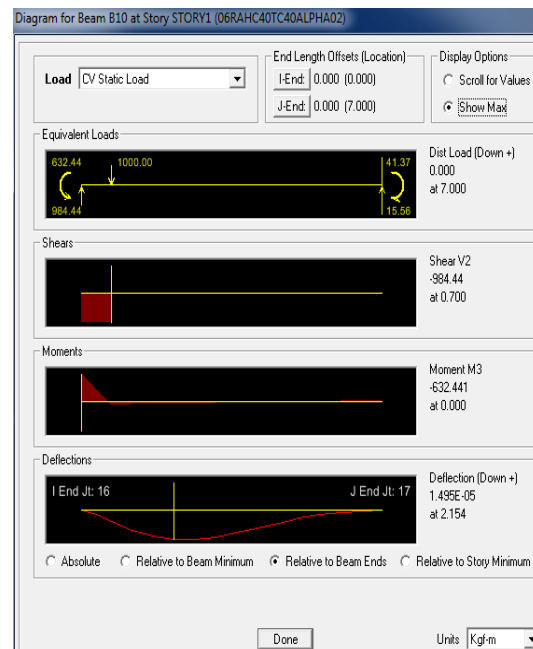 Diagram for Beam B10 at Story STORY1 (06RAHC40TC40ALPHA02)
Load CV Static Load
End Length Offsets (Location)
I-End: 0.000 (0.000)
J-End: 0.000 (7.000)
Display Options
Scroll for Values
Show Max
Equivalent Loads
632.44 1000.00 41.37
984.44 15.56
Dist Load (Down +)
0.000
at 7.000
Shears
Shear V2
-984.44
at 0.700
Moments
Moment M3
-632.441
at 0.000
Deflections
I End Jt: 16 J End Jt: 17
Deflection (Down +)
1.495E-05
at 2.154
Absolute Relative to Beam Minimum Relative to Beam Ends Relative to Story Minimum
Done Units Kgf-m